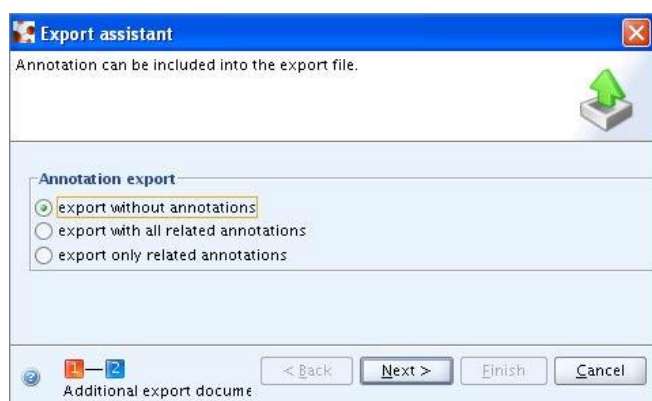 Export assistant
Annotation can be included into the export file.
Annotation export
export without annotations
export with all related annotations
export only related annotations
1 2
< Back Next > Finish Cancel
Additional export docume